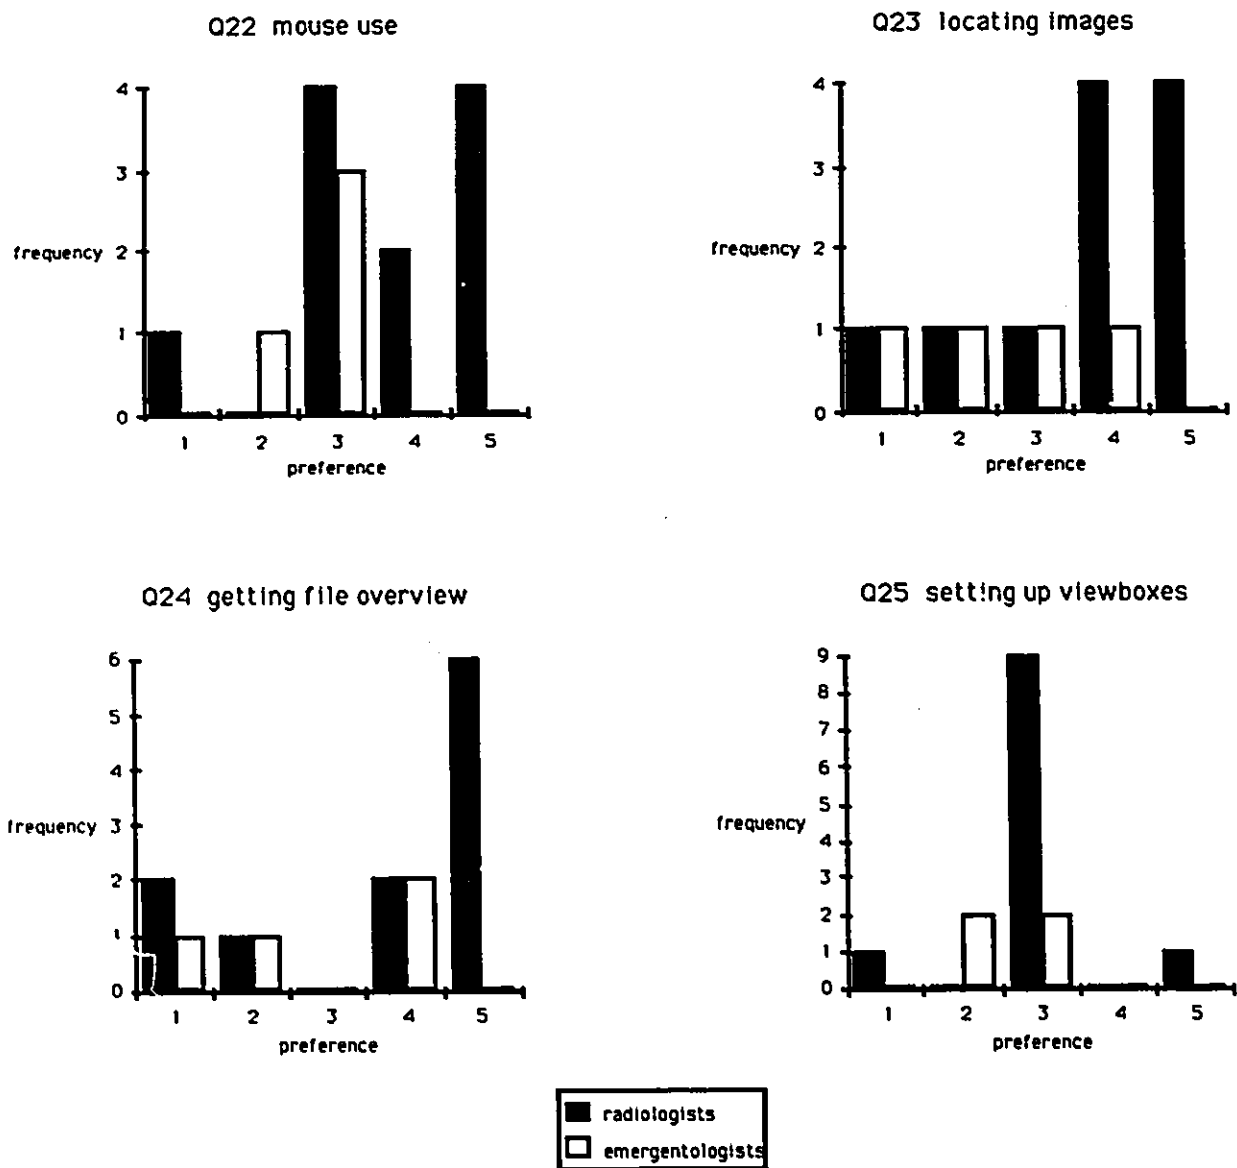 Q22 mouse use
4
3
frequency 2
1
0
1 2 3 4 5
preference
Q23 locating images
4
3
frequency 2
1
0
1 2 3 4 5
preference
Q24 getting file overview
6
5
4
frequency 3
2
1
0
1 2 3 4 5
preference
Q25 setting up viewboxes
9
8
7
6
5
frequency
4
3
2
1
0
1 2 3 4 5
preference
radiologists
emergentologists